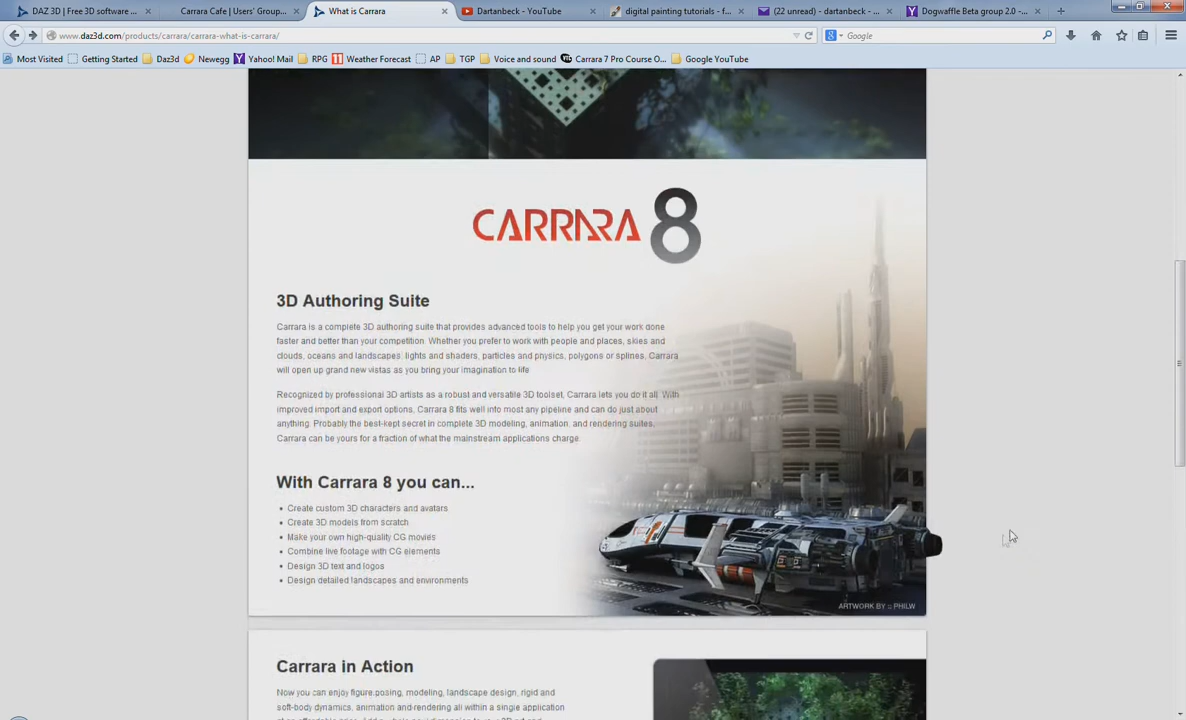 DAZ 3D | Free 3D software ...
Carrara Cafe | Users' Group...
What is Carrara
Dartanbeck - YouTube
digital painting tutorials - f...
(22 unread) - dartanbeck - ...
Dogwaffle Beta group 2.0 -...
www.daz3d.com/products/carrara/carrara-what-is-carrara/
Google
Most Visited
Getting Started
Daz3d
Newegg
Yahoo! Mail
RPG
Weather Forecast
AP
TGP
Voice and sound
Carrara 7 Pro Course O...
Google YouTube
CARRARA 8
3D Authoring Suite
Carrara is a complete 3D authoring suite that provides advanced tools to help you get your work done
faster and better than your competition. Whether you prefer to work with people and places, skies and
clouds, oceans and landscapes, lights and shaders, particles and physics, polygons or splines, Carrara
will open up grand new vistas as you bring your imagination to life
Recognized by professional 3D artists as a robust and versatile 3D toolset, Carrara lets you do it all. With
improved import and export options, Carrara 8 fits well into most any pipeline and can do just about
anything. Probably the best-kept secret in complete 3D modeling, animation, and rendering suites,
Carrara can be yours for a fraction of what the mainstream applications charge.
With Carrara 8 you can...
Create custom 3D characters and avatars
Create 3D models from scratch
Make your own high-quality CG movies
Combine live footage with CG elements
Design 3D text and logos
Design detailed landscapes and environments
ARTWORK BY :: PHILW
Carrara in Action
Now you can enjoy figure posing, modeling, landscape design, rigid and
soft-body dynamics, animation and rendering all within a single application